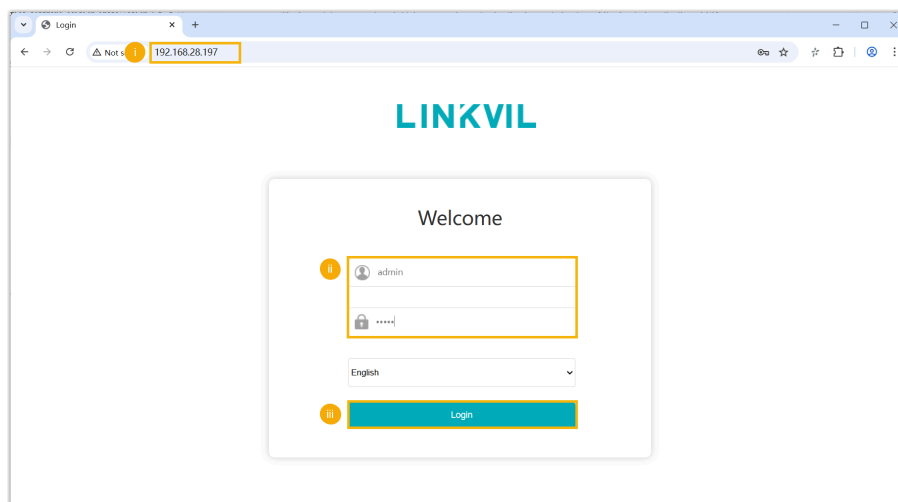 Login
Not s
i
192.168.28.197
LINKVIL
Welcome
ii
admin
•••••
English
iii
Login